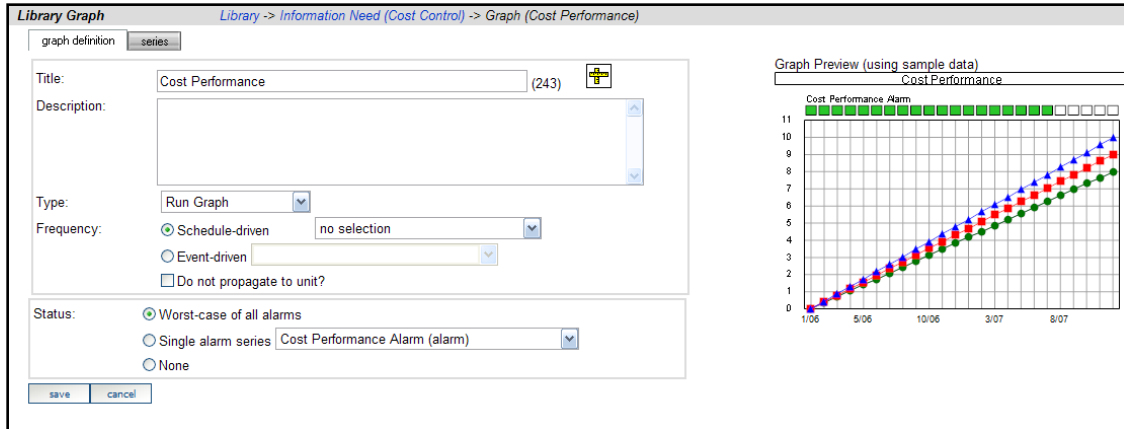 Library Graph Library -> Information Need (Cost Control) -> Graph (Cost Performance)
graph definition series
Title: Cost Performance (243)
Description:
Type: Run Graph
Frequency: Schedule-driven no selection
Event-driven
Do not propagate to unit?
Status: Worst-case of all alarms
Single alarm series Cost Performance Alarm (alarm)
None
save cancel
Graph Preview (using sample data)
Cost Performance
Cost Performance Alarm
11
10
9
8
7
6
5
4
3
2
1
0
1/06 5/06 10/06 3/07 8/07